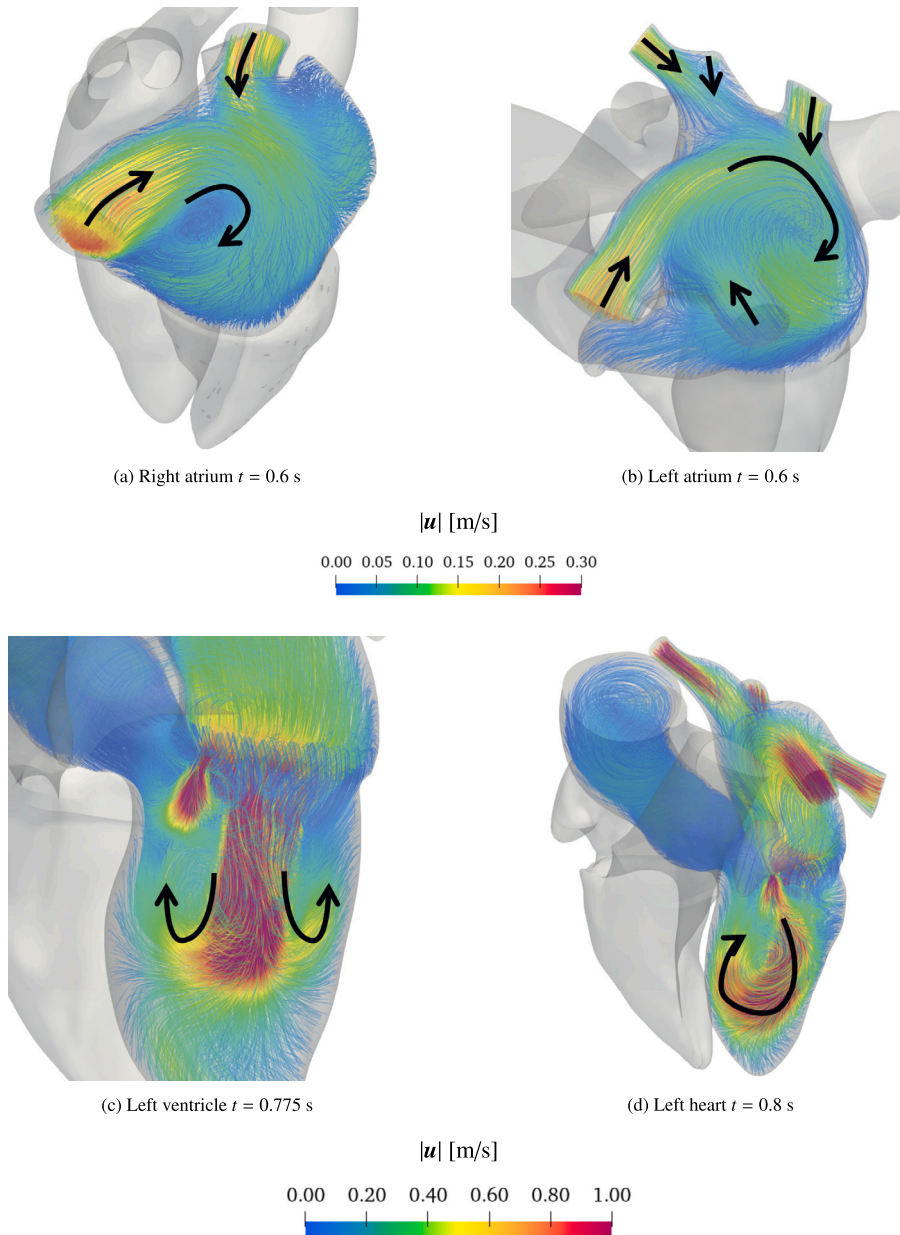 (a) Right atrium t = 0.6 s
(b) Left atrium t = 0.6 s
|u| [m/s]
0.00 0.05 0.10 0.15 0.20 0.25 0.30
(c) Left ventricle t = 0.775 s
(d) Left heart t = 0.8 s
|u| [m/s]
0.00 0.20 0.40 0.60 0.80 1.00